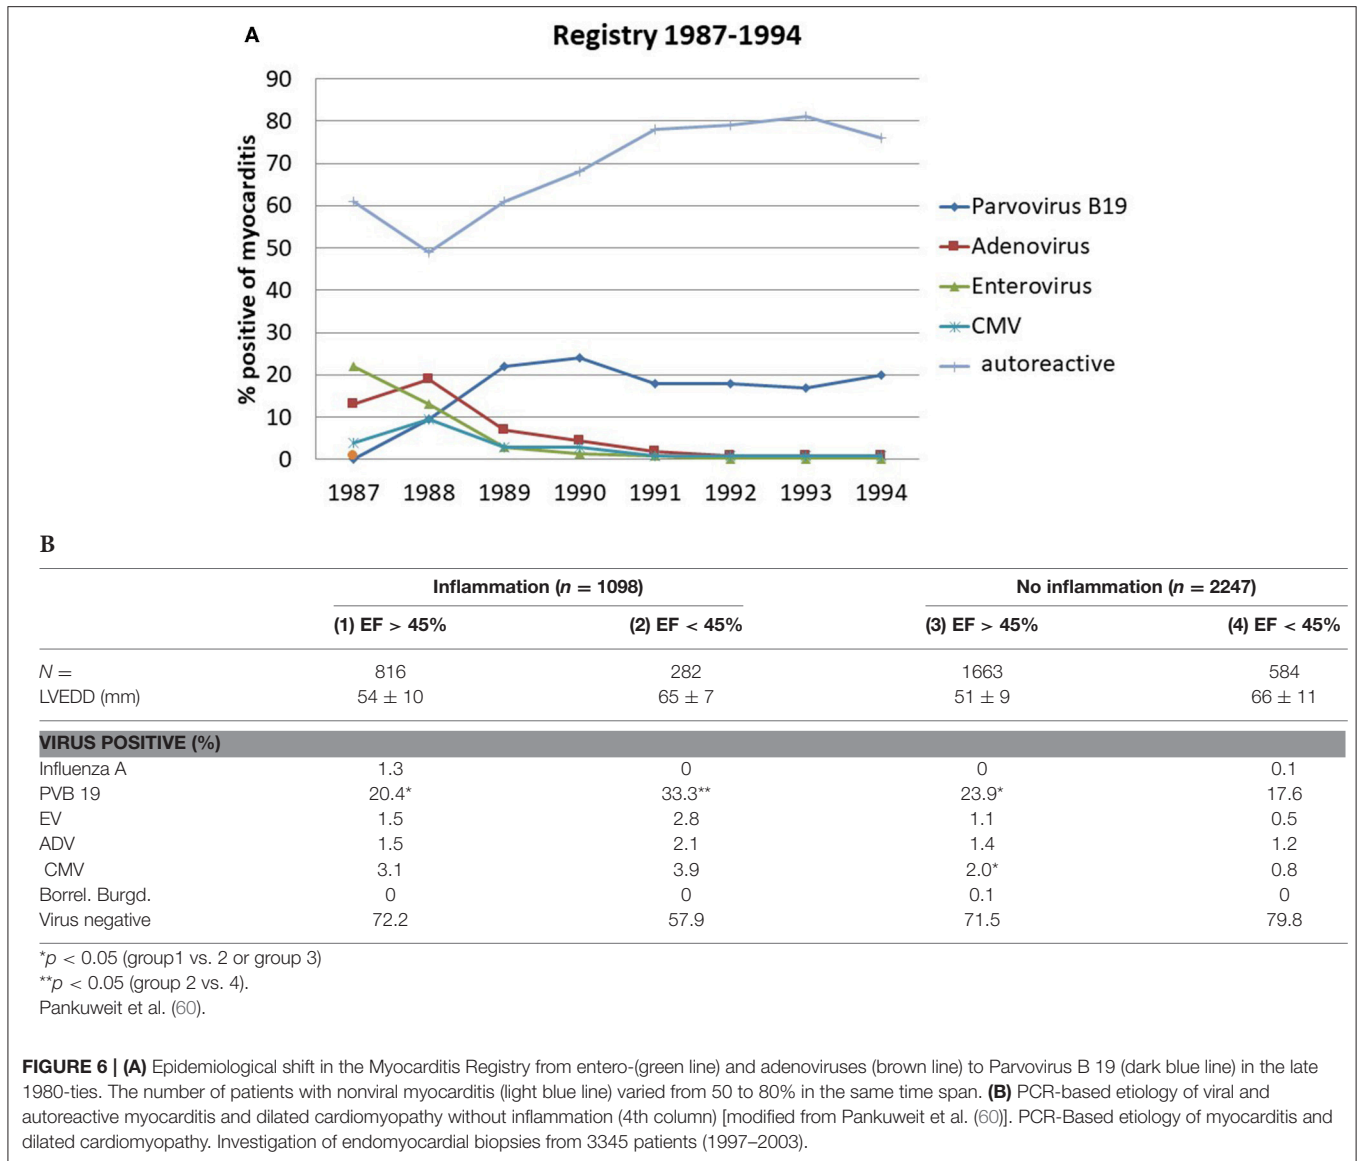 A
Registry 1987-1994
% positive of myocarditis
90
80
70
60
50
40
30
20
10
0
1987 1988 1989 1990 1991 1992 1993 1994
Parvovirus B19
Adenovirus
Enterovirus
CMV
autoreactive
B
Inflammation (n = 1098) No inflammation (n = 2247)
(1) EF > 45% (2) EF < 45% (3) EF > 45% (4) EF < 45%
N = 816 282 1663 584
LVEDD (mm) 54 ± 10 65 ± 7 51 ± 9 66 ± 11
VIRUS POSITIVE (%)
Influenza A 1.3 0 0 0.1
PVB 19 20.4* 33.3** 23.9* 17.6
EV 1.5 2.8 1.1 0.5
ADV 1.5 2.1 1.4 1.2
CMV 3.1 3.9 2.0* 0.8
Borrel. Burgd. 0 0 0.1 0
Virus negative 72.2 57.9 71.5 79.8
*p < 0.05 (group1 vs. 2 or group 3)
**p < 0.05 (group 2 vs. 4).
Pankuweit et al. (60).
FIGURE 6 | (A) Epidemiological shift in the Myocarditis Registry from entero-(green line) and adenoviruses (brown line) to Parvovirus B 19 (dark blue line) in the late
1980-ties. The number of patients with nonviral myocarditis (light blue line) varied from 50 to 80% in the same time span. (B) PCR-based etiology of viral and
autoreactive myocarditis and dilated cardiomyopathy without inflammation (4th column) [modified from Pankuweit et al. (60)]. PCR-Based etiology of myocarditis and
dilated cardiomyopathy. Investigation of endomyocardial biopsies from 3345 patients (1997–2003).